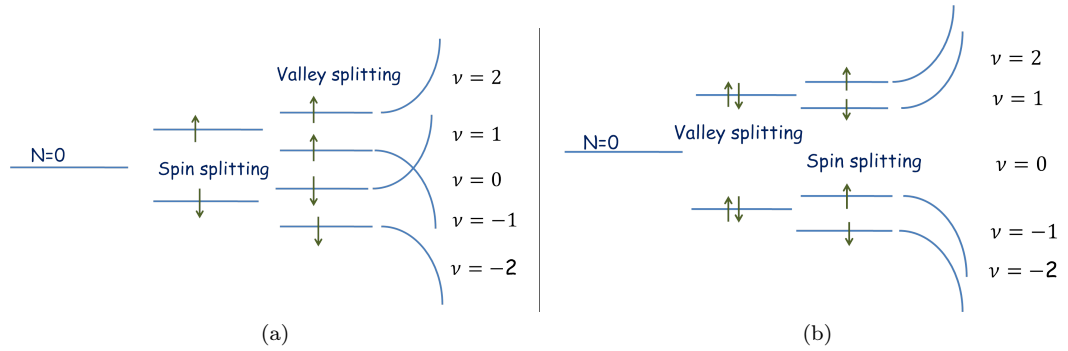 Valley splitting
N=0
Spin splitting
ν = 2
ν = 1
ν = 0
ν = −1
ν = −2
(a)
N=0
Valley splitting
Spin splitting
ν = 2
ν = 1
ν = 0
ν = −1
ν = −2
(b)